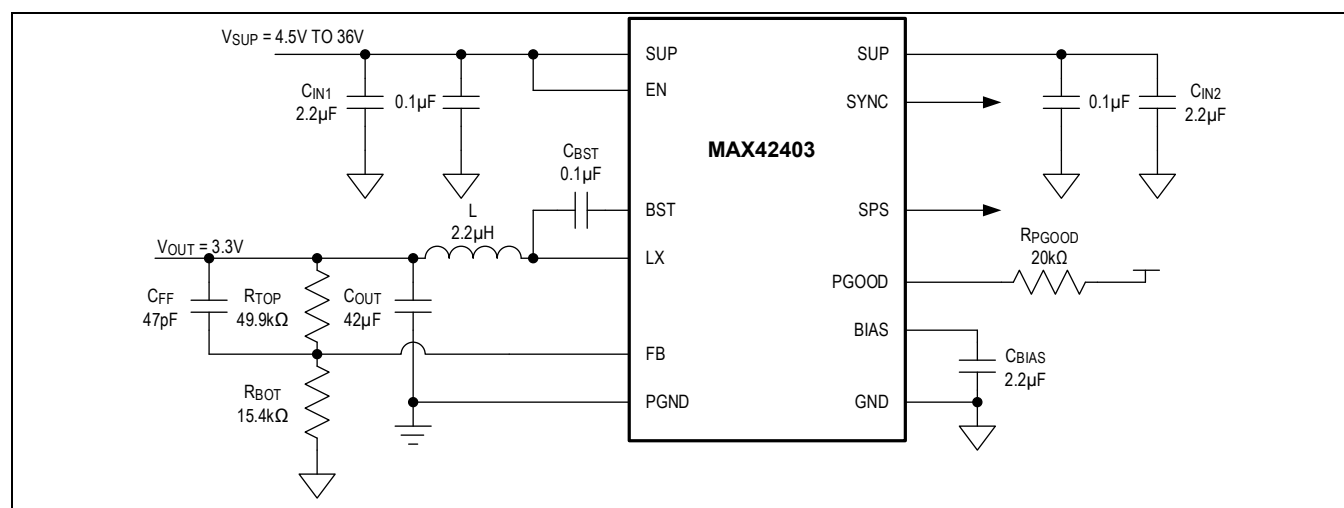 VSUP = 4.5V TO 36V
CIN1
2.2µF
0.1µF
SUP
EN
CBST
0.1µF
BST
L
2.2µH
LX
VOUT = 3.3V
CFF
47pF
RTOP
49.9kΩ
COUT
42µF
FB
RBOT
15.4kΩ
PGND
MAX42403
SUP
SYNC
0.1µF
CIN2
2.2µF
SPS
RPGOOD
20kΩ
PGOOD
BIAS
CBIAS
2.2µF
GND